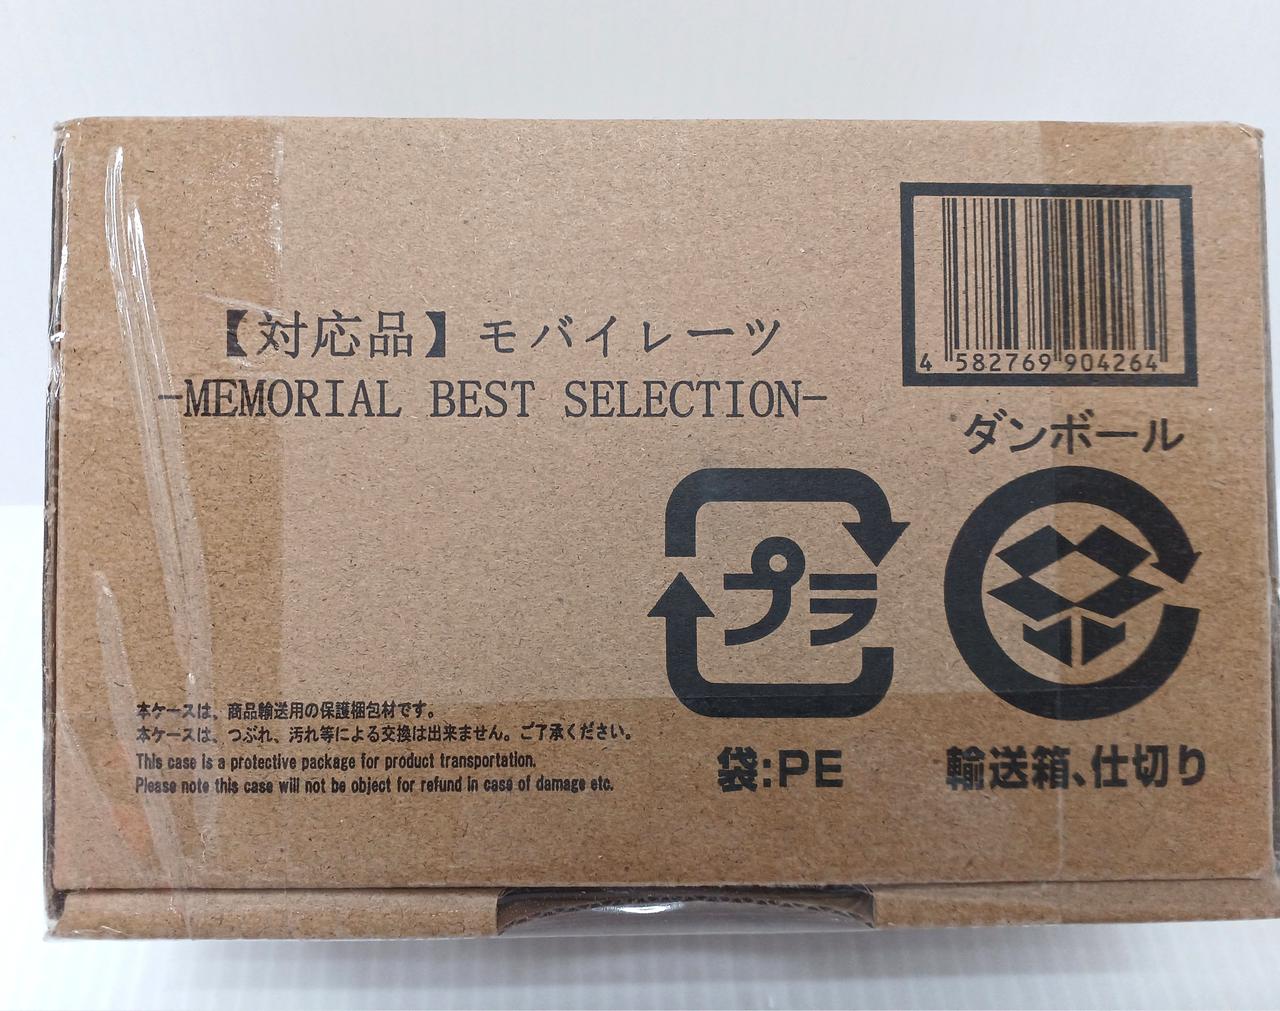 【対応品】モバイレーツ
-MEMORIAL BEST SELECTION-
4 582769 904264
ダンボール
プラ
袋:PE
輸送箱、仕切り
本ケースは、商品輸送用の保護梱包材です。
本ケースは、つぶれ、汚れ等による交換は出来ません。ご了承ください。
This case is a protective package for product transportation.
Please note this case will not be object for refund in case of damage etc.